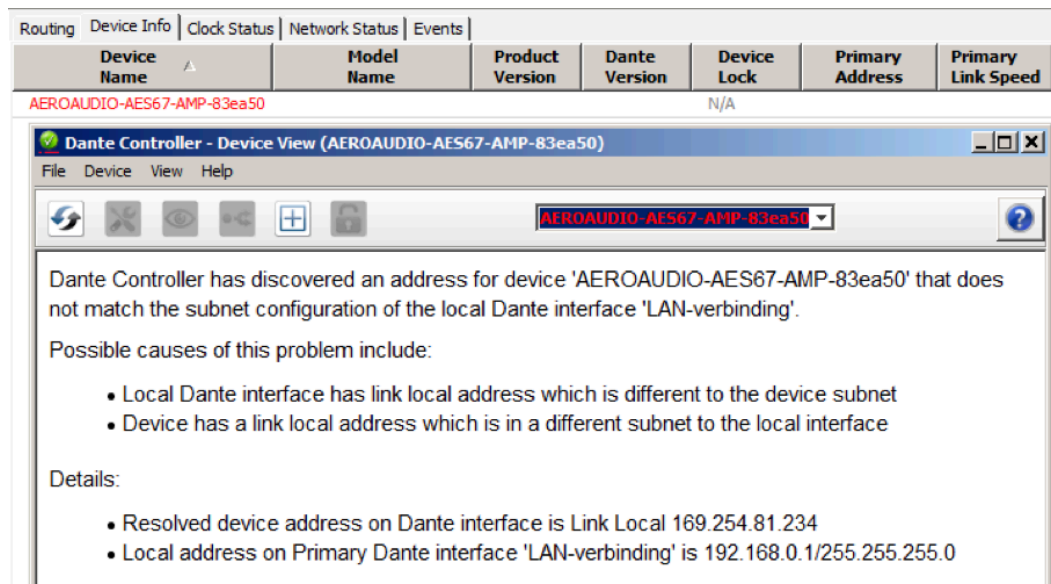 Routing Device Info Clock Status Network Status Events
Device Name Model Name Product Version Dante Version Device Lock Primary Address Primary Link Speed
AEROAUDIO-AES67-AMP-83ea50 N/A
Dante Controller - Device View (AEROAUDIO-AES67-AMP-83ea50)
File Device View Help
AEROAUDIO-AES67-AMP-83ea50
Dante Controller has discovered an address for device 'AEROAUDIO-AES67-AMP-83ea50' that does
not match the subnet configuration of the local Dante interface 'LAN-verbinding'.
Possible causes of this problem include:
• Local Dante interface has link local address which is different to the device subnet
• Device has a link local address which is in a different subnet to the local interface
Details:
• Resolved device address on Dante interface is Link Local 169.254.81.234
• Local address on Primary Dante interface 'LAN-verbinding' is 192.168.0.1/255.255.255.0